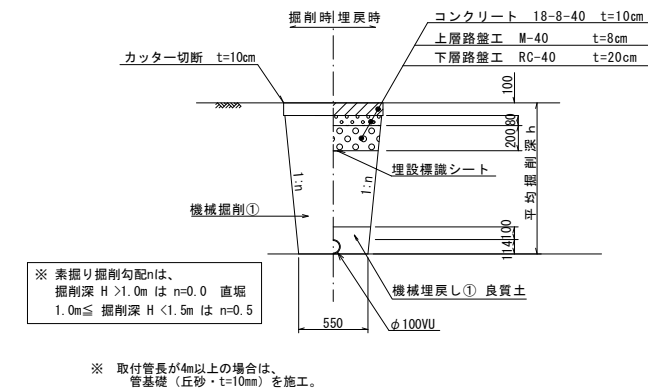 掘削時 埋戻時
コンクリート 18-8-40 t=10cm
上層路盤工 M-40 t=8cm
下層路盤工 RC-40 t=20cm
カッター切断 t=10cm
100
80
200
平均掘削深h
埋設標識シート
1:n
1:n
機械掘削①
100
114
機械埋戻し① 良質土
550
φ100VU
※ 素掘り掘削勾配nは、
掘削深 H >1.0m は n=0.0 直堀
1.0m≦ 掘削深 H <1.5m は n=0.5
※ 取付管長が4m以上の場合は、
管基礎（丘砂・t=10mm）を施工。